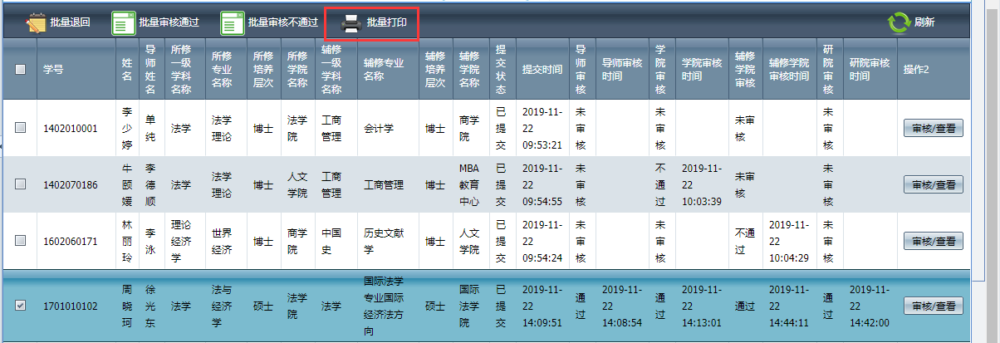 批量退回 批量审核通过 批量审核不通过 批量打印 刷新
学号 姓名 导师姓名 所修一级学科名称 所修专业名称 所修培养层次 所修学院名称 辅修一级学科名称 辅修专业名称 辅修培养层次 辅修学院名称 提交状态 提交时间 导师审核 导师审核时间 学院审核 学院审核时间 辅修学院审核 辅修学院审核时间 研院审核 研院审核时间 操作2
1402010001 李少婷 单纯 法学 法学理论 博士 法学院 工商管理 会计学 博士 商学院 已提交 2019-11-22 09:53:21 未审核 未审核 未审核 未审核 审核/查看
1402070186 牛颐媛 李德顺 法学 法学理论 博士 人文学院 工商管理 工商管理 博士 MBA教育中心 已提交 2019-11-22 09:54:55 未审核 不通过 2019-11-22 10:03:39 未审核 未审核 审核/查看
1602060171 林丽玲 李泳 理论经济学 世界经济 博士 商学院 中国史 历史文献学 博士 人文学院 已提交 2019-11-22 09:54:24 未审核 未审核 不通过 2019-11-22 10:04:29 未审核 审核/查看
1701010102 周晓珂 徐光东 法学 法与经济学 硕士 法学院 法学 国际法学专业国际经济法方向 硕士 国际法学院 已提交 2019-11-22 14:09:51 通过 2019-11-22 14:08:54 通过 2019-11-22 14:13:01 通过 2019-11-22 14:44:11 通过 2019-11-22 14:42:00 审核/查看